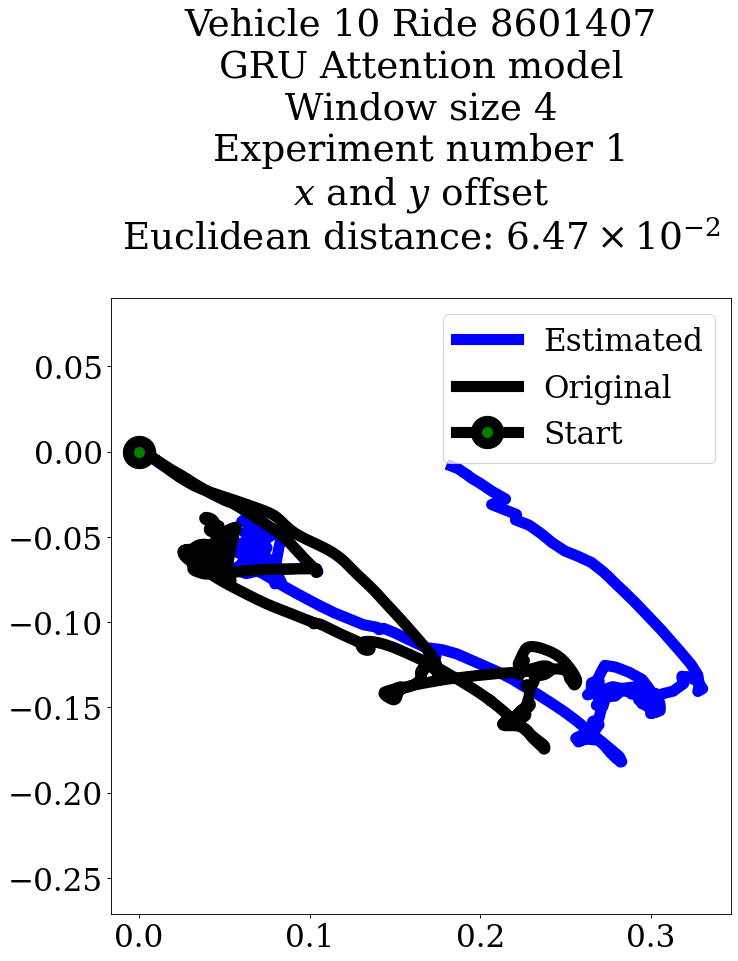 Vehicle 10 Ride 8601407
GRU Attention model
Window size 4
Experiment number 1
x and y offset
Euclidean distance: 6.47 × 10⁻²
Estimated
Original
Start
0.05
0.00
−0.05
−0.10
−0.15
−0.20
−0.25
0.0 0.1 0.2 0.3